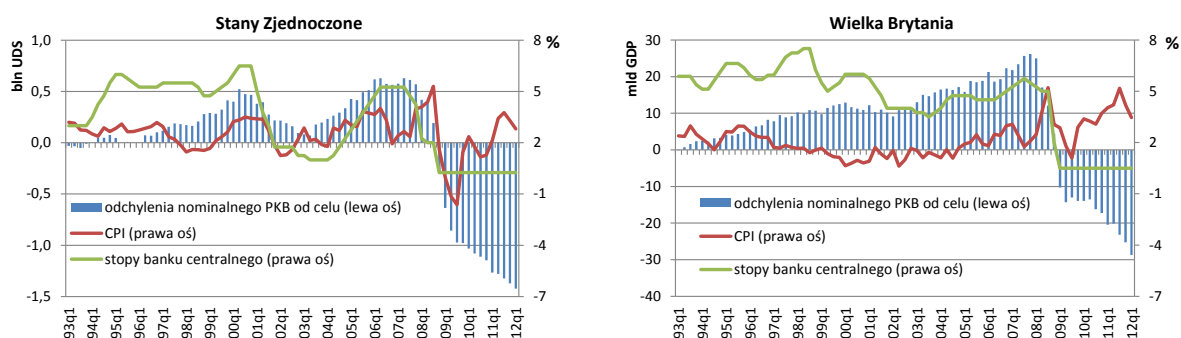 Stany Zjednoczone
bln UDS
%
1,0
0,5
0,0
-0,5
-1,0
-1,5
8
5
2
-1
-4
-7
odchylenia nominalnego PKB od celu (lewa oś)
CPI (prawa oś)
stopy banku centralnego (prawa oś)
93q1
94q1
95q1
96q1
97q1
98q1
99q1
00q1
01q1
02q1
03q1
04q1
05q1
06q1
07q1
08q1
09q1
10q1
11q1
12q1
Wielka Brytania
mld GDP
%
30
20
10
0
-10
-20
-30
-40
8
5
2
-1
-4
-7
odchylenia nominalnego PKB od celu (lewa oś)
CPI (prawa oś)
stopy banku centralnego (prawa oś)
93q1
94q1
95q1
96q1
97q1
98q1
99q1
00q1
01q1
02q1
03q1
04q1
05q1
06q1
07q1
08q1
09q1
10q1
11q1
12q1